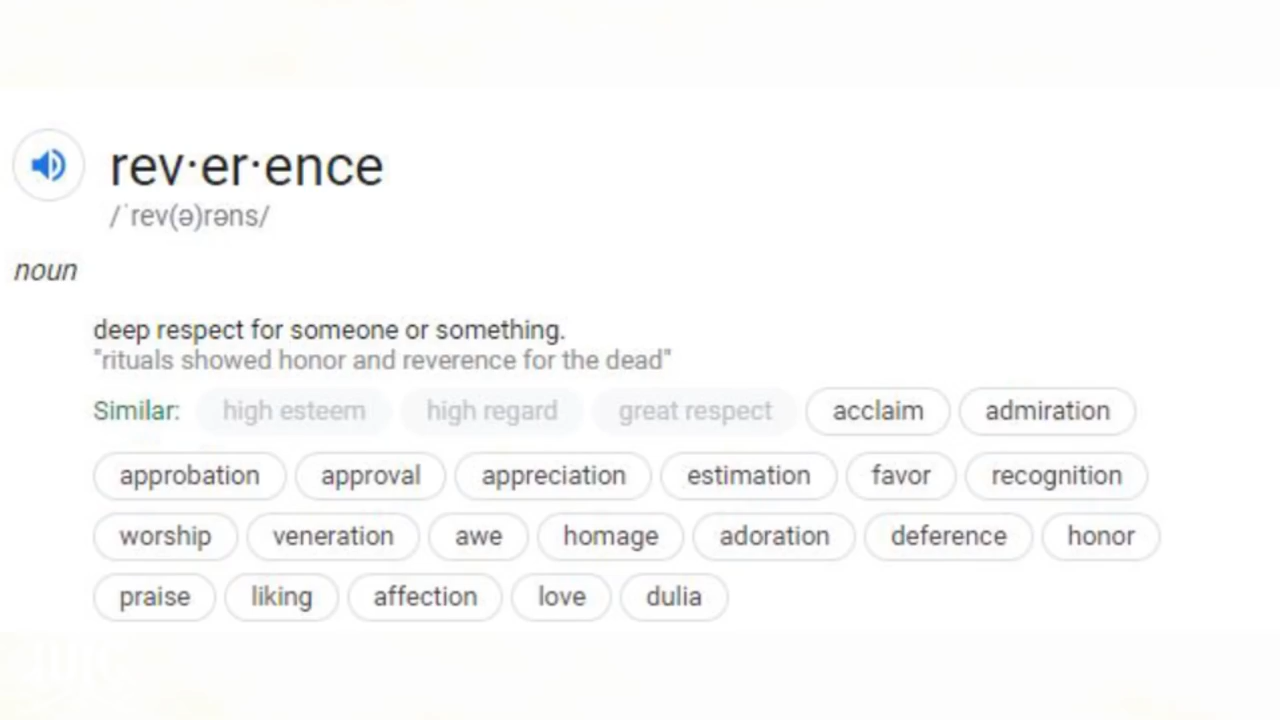 rev·er·ence
/ˈrev(ə)rəns/
noun
deep respect for someone or something.
"rituals showed honor and reverence for the dead"
Similar: high esteem high regard great respect acclaim admiration
approbation approval appreciation estimation favor recognition
worship veneration awe homage adoration deference honor
praise liking affection love dulia